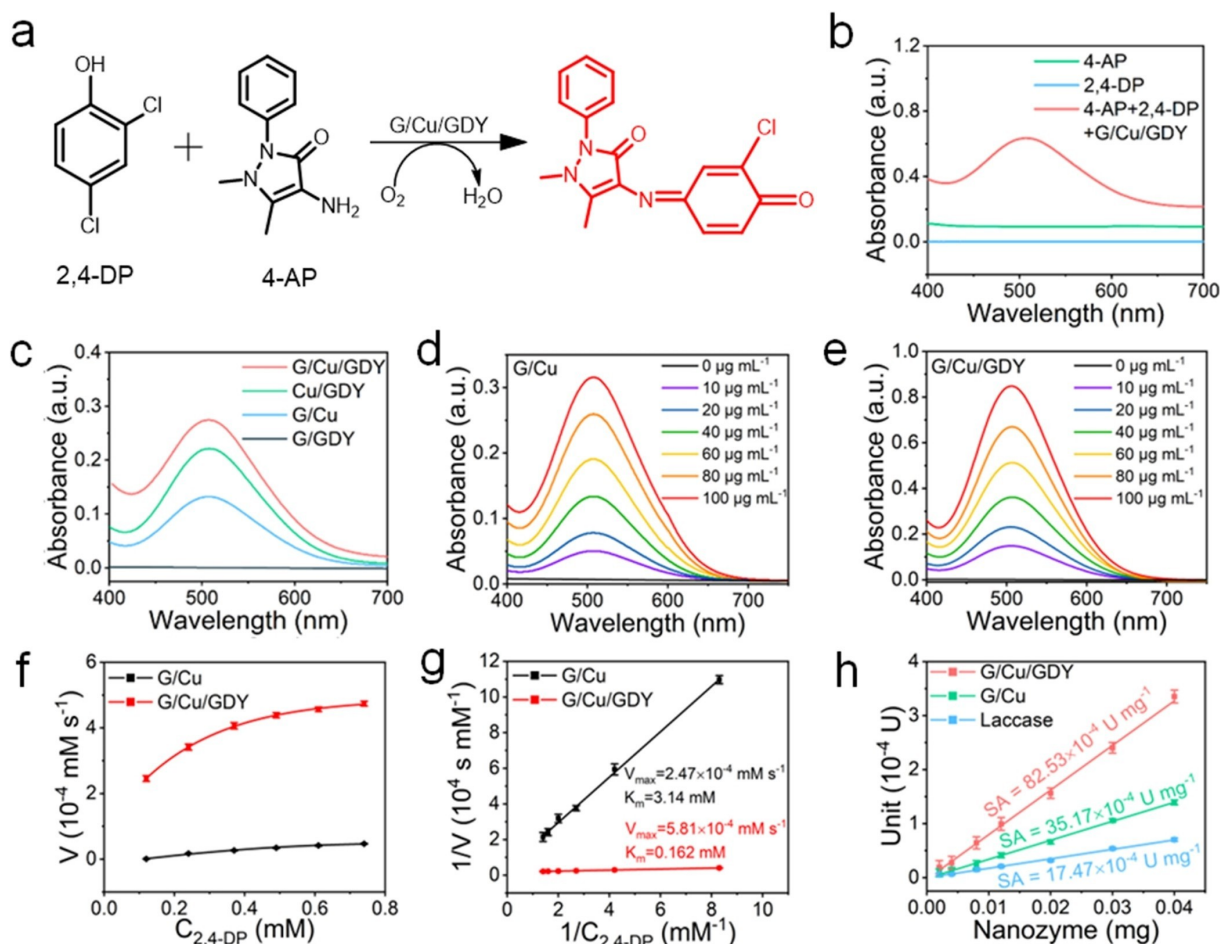 a
OH
Cl
Cl
2,4-DP
+
N
N
O
NH₂
4-AP
G/Cu/GDY
O₂
H₂O
N
N
O
N
Cl
O
b
Absorbance (a.u.)
1.2
0.8
0.4
0.0
4-AP
2,4-DP
4-AP+2,4-DP
+G/Cu/GDY
400 500 600 700
Wavelength (nm)
c
Absorbance (a.u.)
0.4
0.3
0.2
0.1
0.0
G/Cu/GDY
Cu/GDY
G/Cu
G/GDY
400 500 600 700
Wavelength (nm)
d
Absorbance (a.u.)
0.3
0.2
0.1
0.0
G/Cu
0 µg mL⁻¹
10 µg mL⁻¹
20 µg mL⁻¹
40 µg mL⁻¹
60 µg mL⁻¹
80 µg mL⁻¹
100 µg mL⁻¹
400 500 600 700
Wavelength (nm)
e
Absorbance (a.u.)
1.0
0.8
0.6
0.4
0.2
0.0
G/Cu/GDY
0 µg mL⁻¹
10 µg mL⁻¹
20 µg mL⁻¹
40 µg mL⁻¹
60 µg mL⁻¹
80 µg mL⁻¹
100 µg mL⁻¹
400 500 600 700
Wavelength (nm)
f
V (10⁻⁴ mM s⁻¹)
6
4
2
0
G/Cu
G/Cu/GDY
0.0 0.2 0.4 0.6 0.8
C2,4-DP (mM)
g
1/V (10⁴ s mM⁻¹)
12
10
8
6
4
2
0
G/Cu
G/Cu/GDY
Vmax=2.47×10⁻⁴ mM s⁻¹
Km=3.14 mM
Vmax=5.81×10⁻⁴ mM s⁻¹
Km=0.162 mM
0 2 4 6 8 10
1/C2,4-DP (mM⁻¹)
h
Unit (10⁻⁴ U)
4
3
2
1
0
G/Cu/GDY
G/Cu
Laccase
SA = 82.53×10⁻⁴ U mg⁻¹
SA = 35.17×10⁻⁴ U mg⁻¹
SA = 17.47×10⁻⁴ U mg⁻¹
0.00 0.01 0.02 0.03 0.04
Nanozyme (mg)